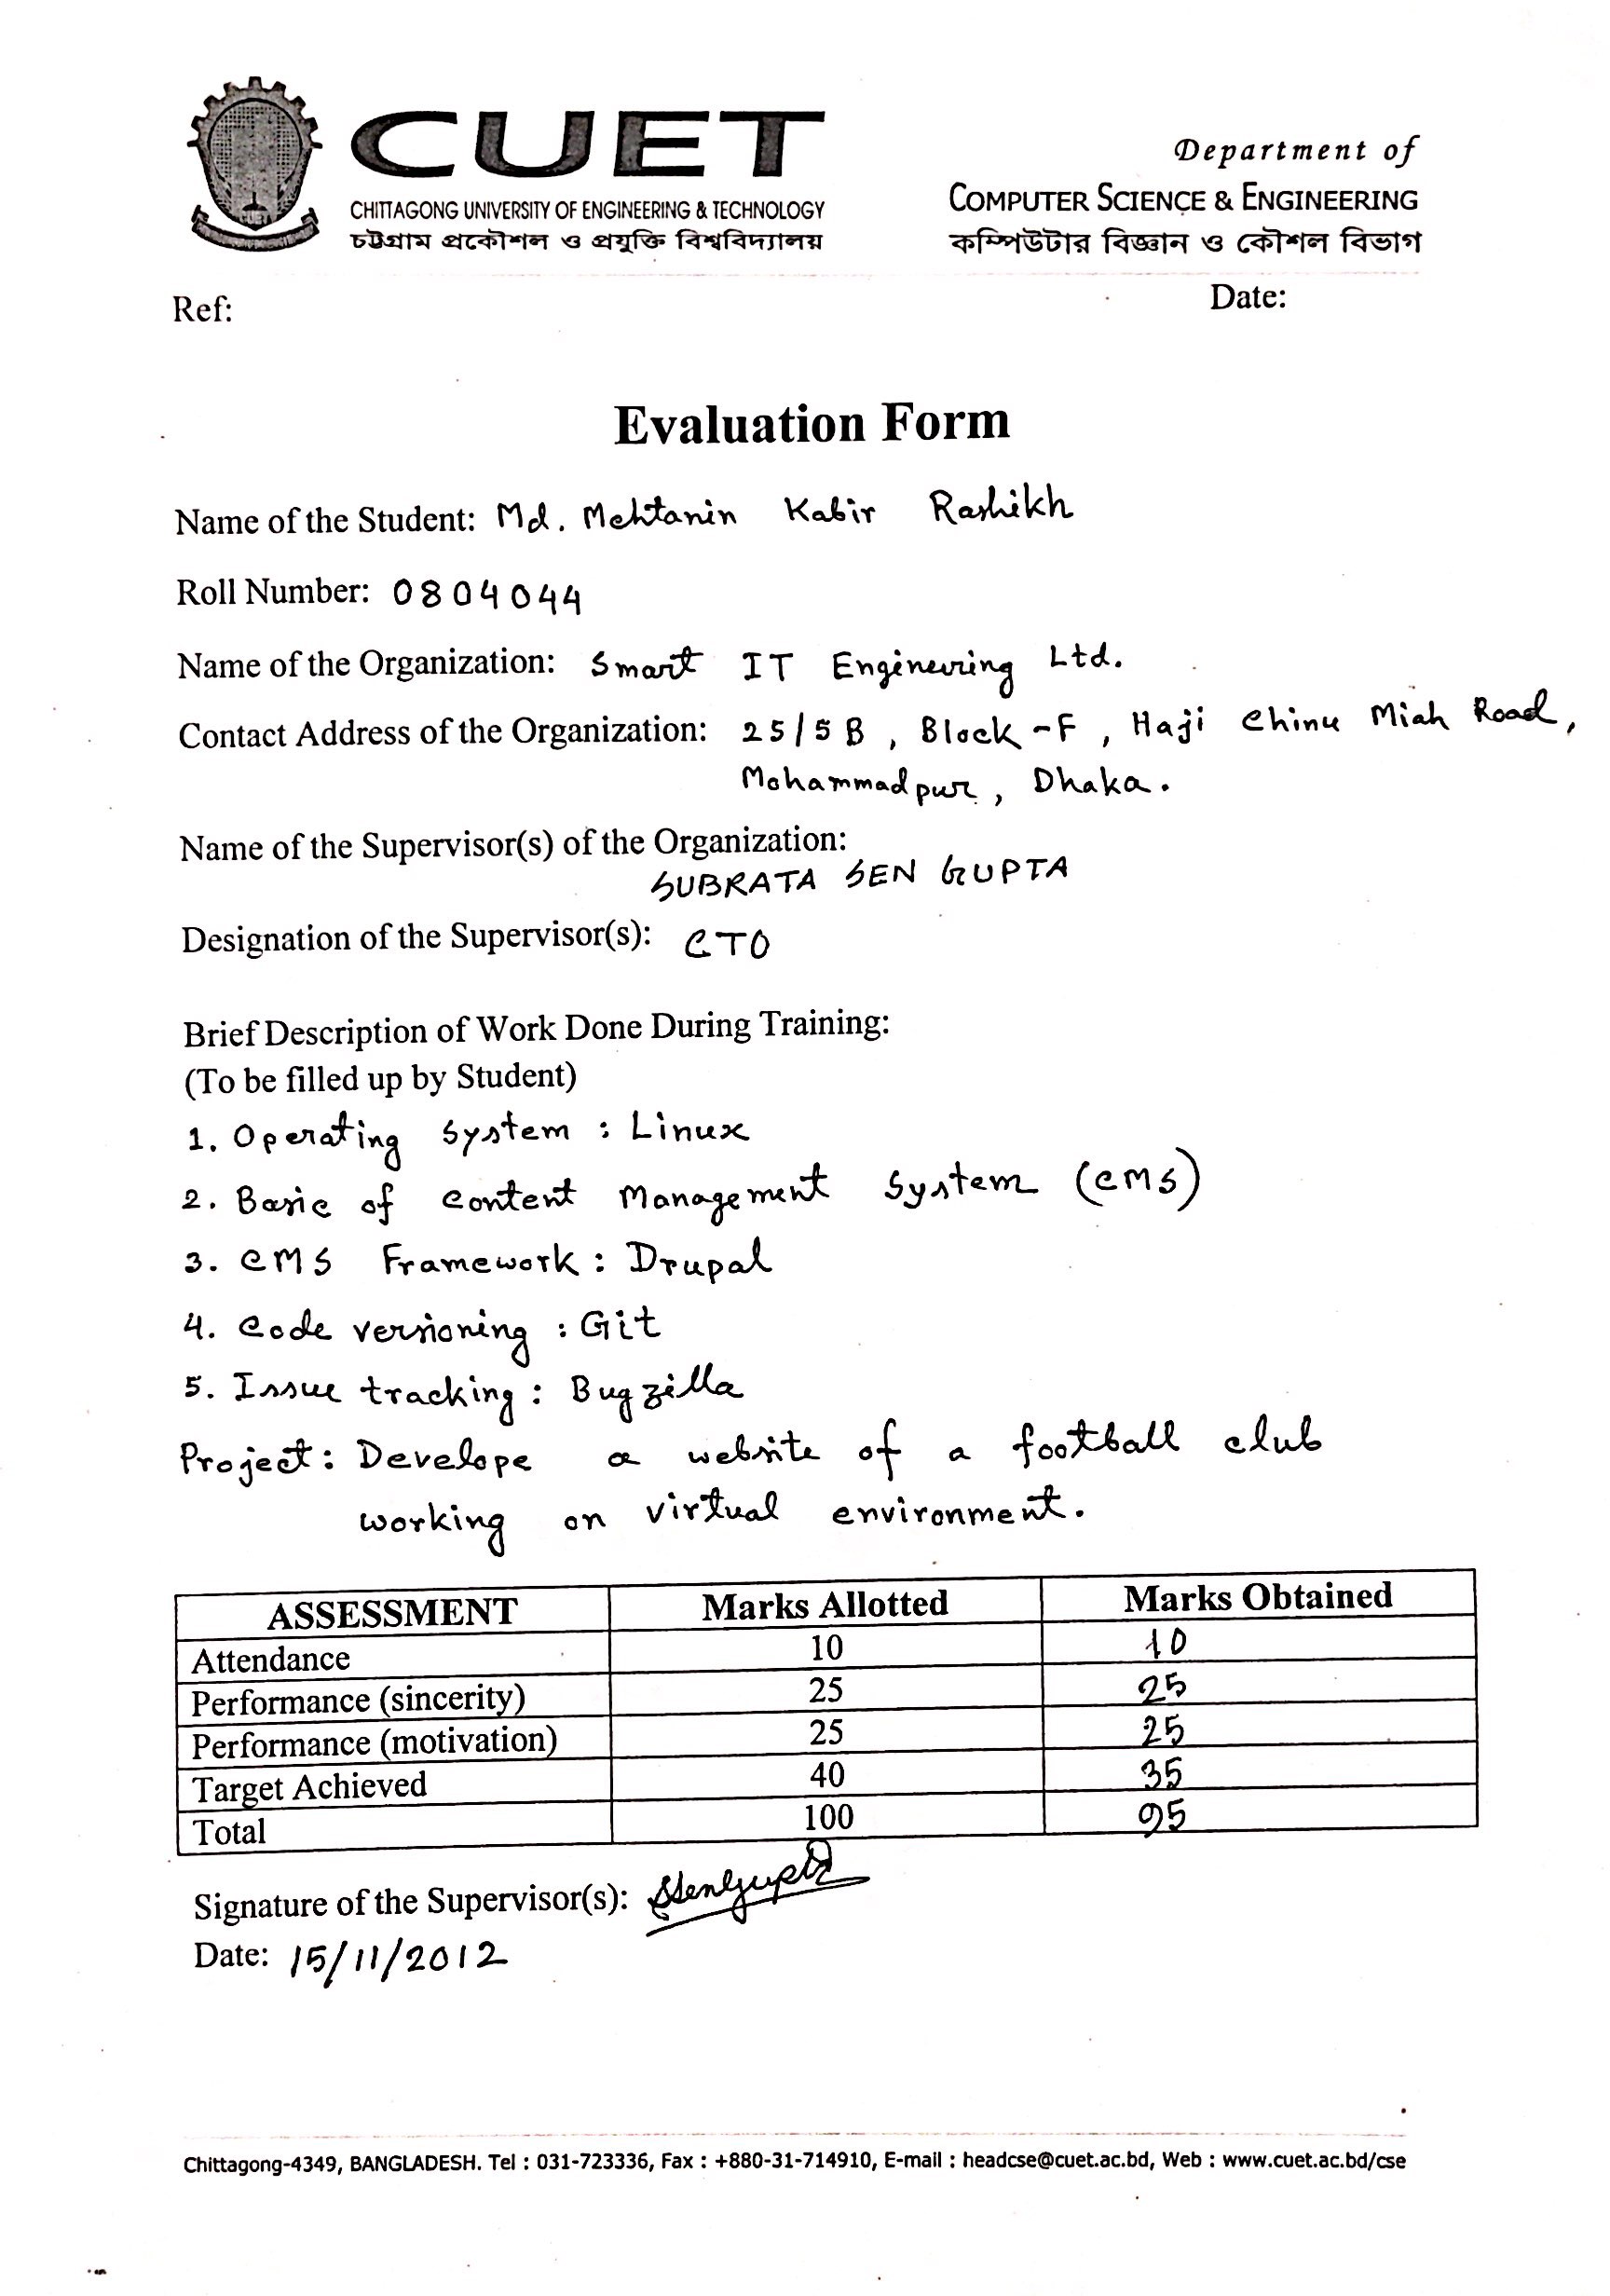 CUET
CHITTAGONG UNIVERSITY OF ENGINEERING & TECHNOLOGY
চট্টগ্রাম প্রকৌশল ও প্রযুক্তি বিশ্ববিদ্যালয়
Department of
COMPUTER SCIENCE & ENGINEERING
কম্পিউটার বিজ্ঞান ও কৌশল বিভাগ
Ref: Date:
Evaluation Form
Name of the Student: Md. Mehtanin Kabir Rashikh
Roll Number: 0804044
Name of the Organization: Smart IT Engineering Ltd.
Contact Address of the Organization: 25/5B, Block-F, Haji Chinu Miah Road,
Mohammadpur, Dhaka.
Name of the Supervisor(s) of the Organization:
SUBRATA SEN GUPTA
Designation of the Supervisor(s): CTO
Brief Description of Work Done During Training:
(To be filled up by Student)
1. Operating System : Linux
2. Basic of Content Management System (CMS)
3. CMS Framework : Drupal
4. Code versioning : Git
5. Issue tracking : Bugzilla
Project : Develope a website of a football club
working on virtual environment.
ASSESSMENT Marks Allotted Marks Obtained
Attendance 10 10
Performance (sincerity) 25 25
Performance (motivation) 25 25
Target Achieved 40 35
Total 100 95
Signature of the Supervisor(s): SSenGupta
Date: 15/11/2012
Chittagong-4349, BANGLADESH. Tel : 031-723336, Fax : +880-31-714910, E-mail : headcse@cuet.ac.bd, Web : www.cuet.ac.bd/cse